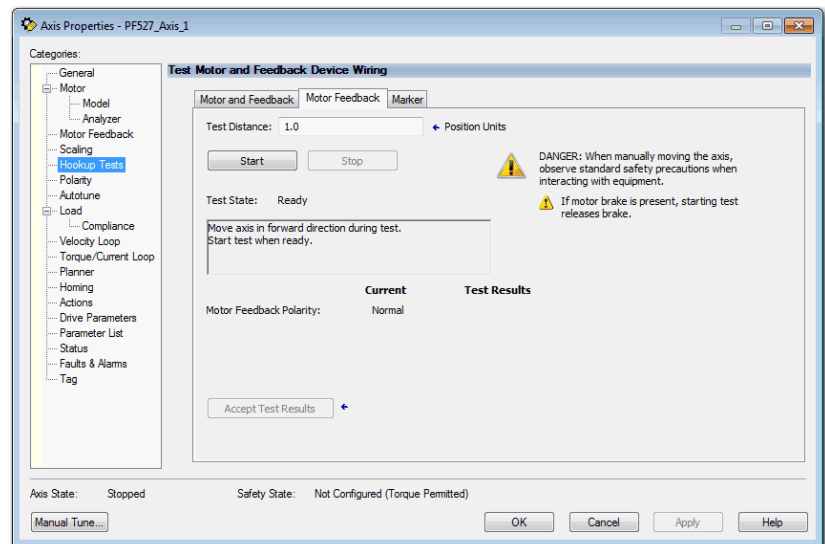 Axis Properties - PF527_Axis_1
Categories:
General
Motor
Model
Analyzer
Motor Feedback
Scaling
Hookup Tests
Polarity
Autotune
Load
Compliance
Velocity Loop
Torque/Current Loop
Planner
Homing
Actions
Drive Parameters
Parameter List
Status
Faults & Alarms
Tag
Test Motor and Feedback Device Wiring
Motor and Feedback Motor Feedback Marker
Test Distance: 1.0 Position Units
Start Stop
DANGER: When manually moving the axis,
observe standard safety precautions when
interacting with equipment.
If motor brake is present, starting test
releases brake.
Test State: Ready
Move axis in forward direction during test.
Start test when ready.
Current Test Results
Motor Feedback Polarity: Normal
Accept Test Results
Axis State: Stopped Safety State: Not Configured (Torque Permitted)
Manual Tune... OK Cancel Apply Help